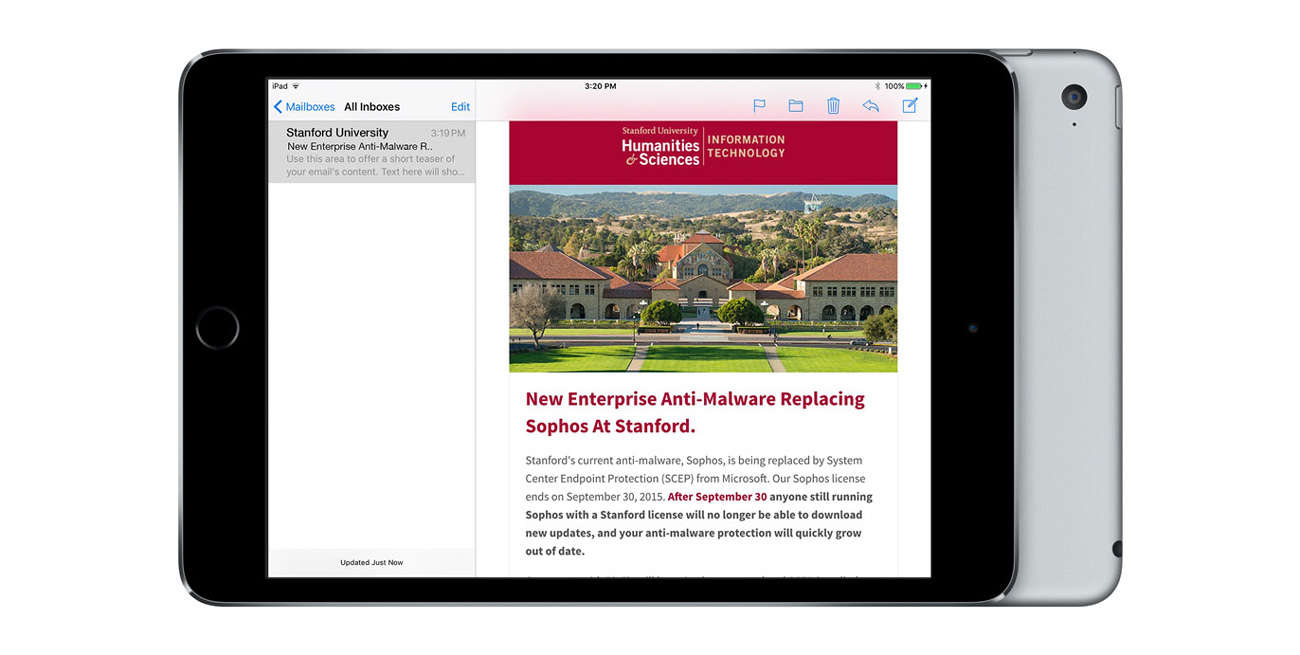 iPad 3:20 PM 100%
Mailboxes All Inboxes Edit
Stanford University 3:19 PM
New Enterprise Anti-Malware R..
Use this area to offer a short teaser of
your email's content. Text here will sho...
Updated Just Now
Stanford University
Humanities
& Sciences
INFORMATION
TECHNOLOGY
New Enterprise Anti-Malware Replacing
Sophos At Stanford.
Stanford's current anti-malware, Sophos, is being replaced by System
Center Endpoint Protection (SCEP) from Microsoft. Our Sophos license
ends on September 30, 2015. After September 30 anyone still running
Sophos with a Stanford license will no longer be able to download
new updates, and your anti-malware protection will quickly grow
out of date.